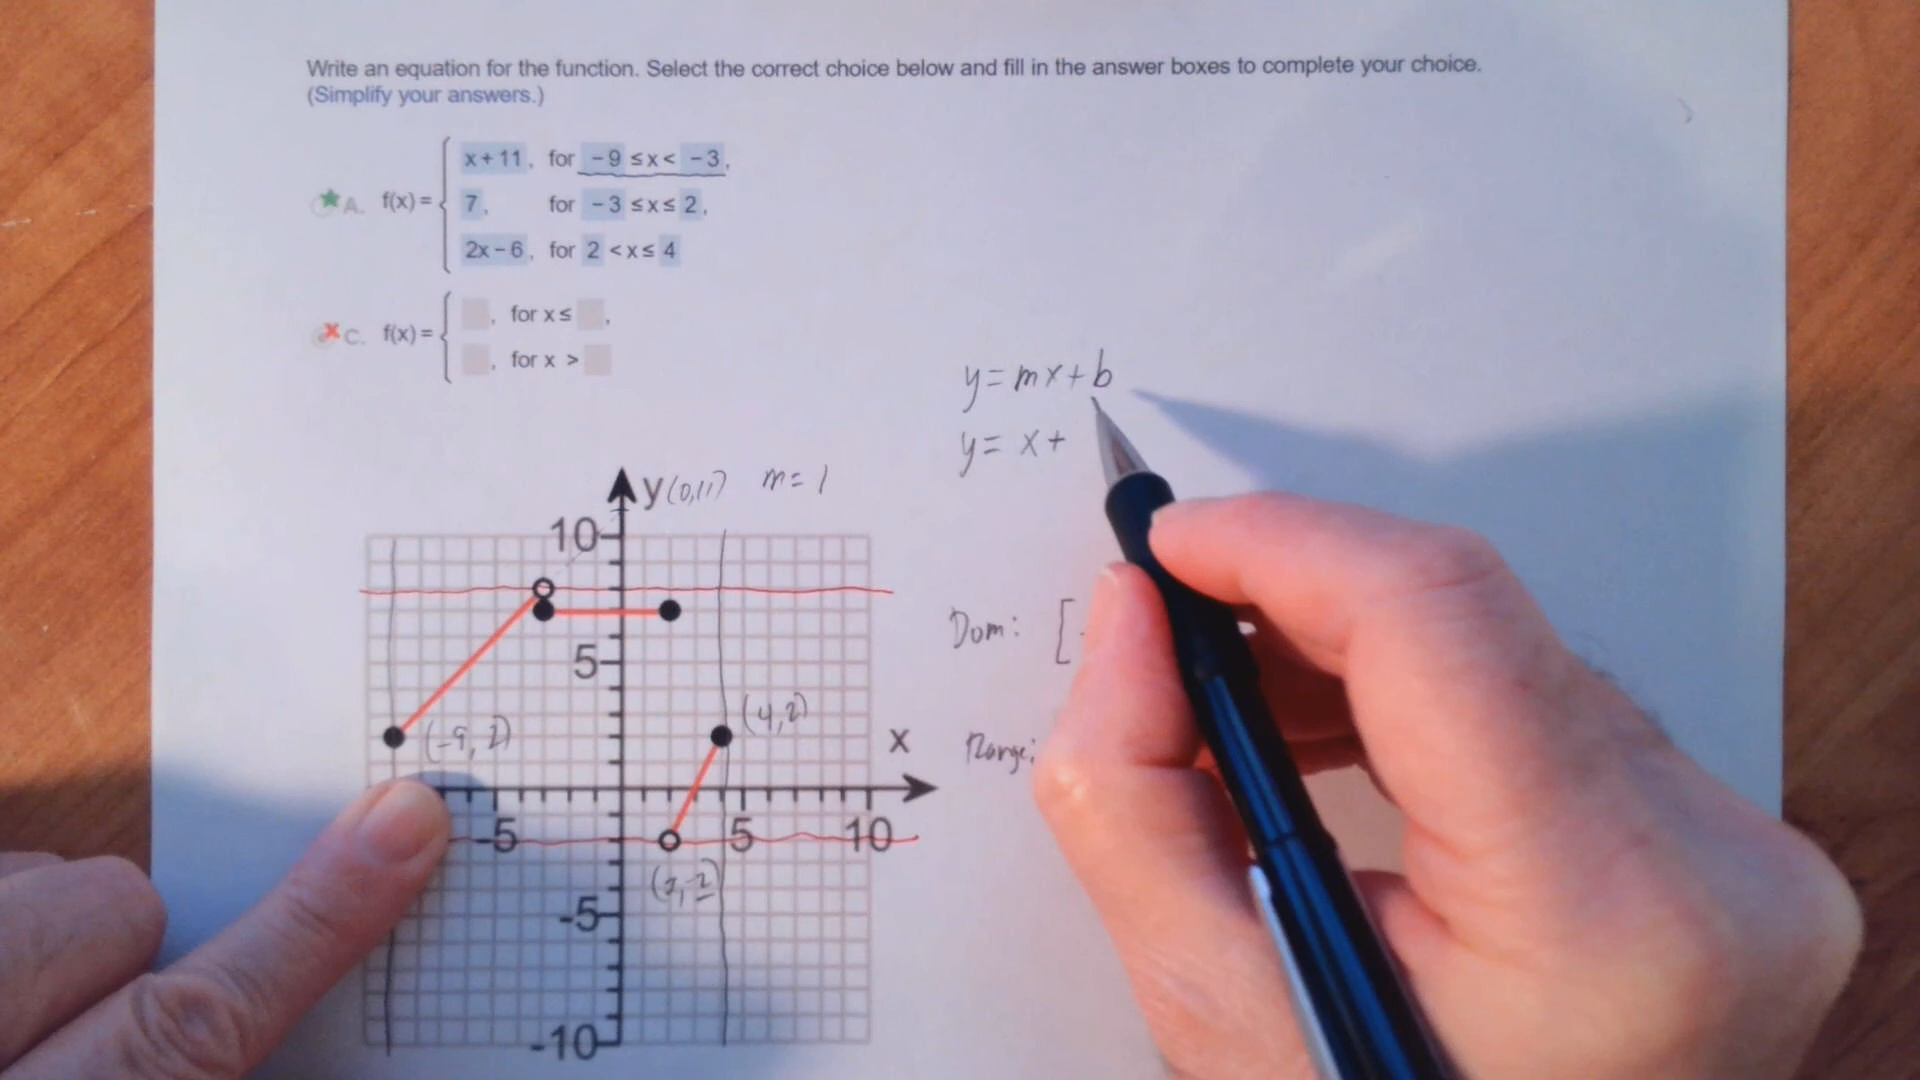 Write an equation for the function. Select the correct choice below and fill in the answer boxes to complete your choice.
(Simplify your answers.)
A. f(x) = { x + 11, for − 9 ≤ x < − 3,
7, for − 3 ≤ x ≤ 2,
2x − 6, for 2 < x ≤ 4
C. f(x) = { , for x ≤ ,
, for x >
y = mx + b
y = x +
y (0,11) m = 1
10
5
(4,2)
(-9, 2)
x
Dom: [-
Range:
-5 5 10
(2,-2)
-5
-10